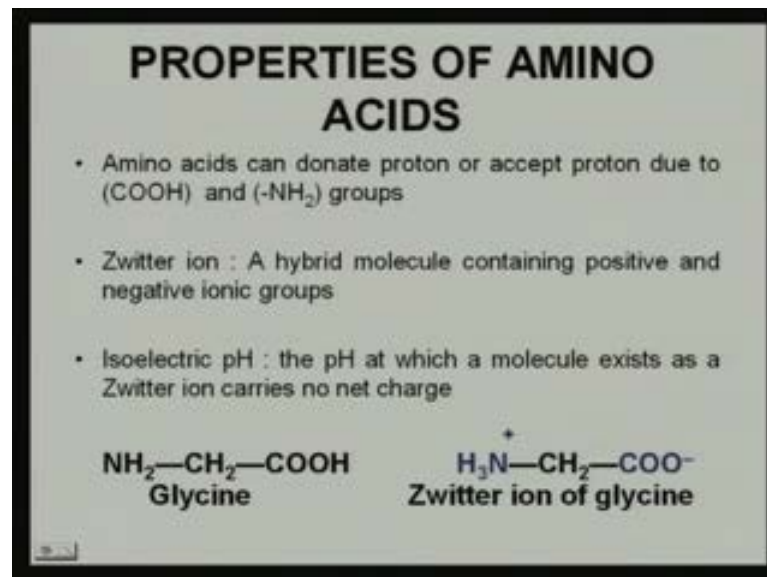 PROPERTIES OF AMINO
ACIDS
• Amino acids can donate proton or accept proton due to
(COOH) and (-NH₂) groups
• Zwitter ion : A hybrid molecule containing positive and
negative ionic groups
• Isoelectric pH : the pH at which a molecule exists as a
Zwitter ion carries no net charge
+
NH₂—CH₂—COOH H₃N—CH₂—COO⁻
Glycine Zwitter ion of glycine